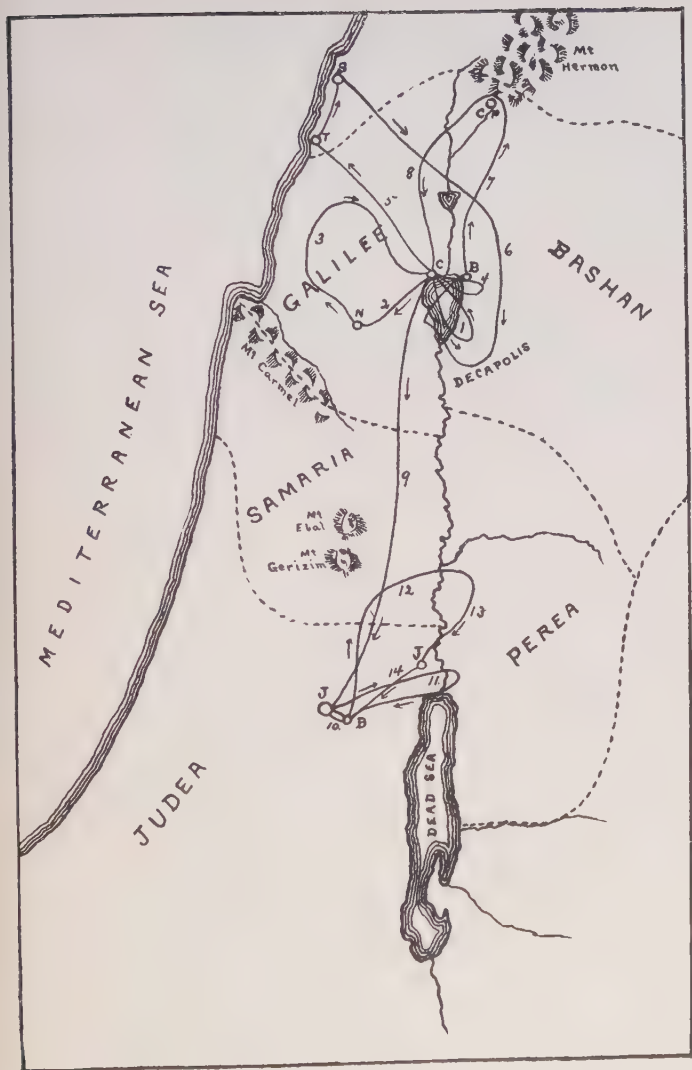 Mt
Hermon
S
C P
T
8
7
5
3
GALILEE
6
BASHAN
C
B
4
2
N
1
MEDITERRANEAN SEA
Mt Carmel
DECAPOLIS
SAMARIA
9
Mt
Ebal
Mt
Gerizim
12
13
PEREA
J
14
11
J
10
B
JUDEA
DEAD SEA